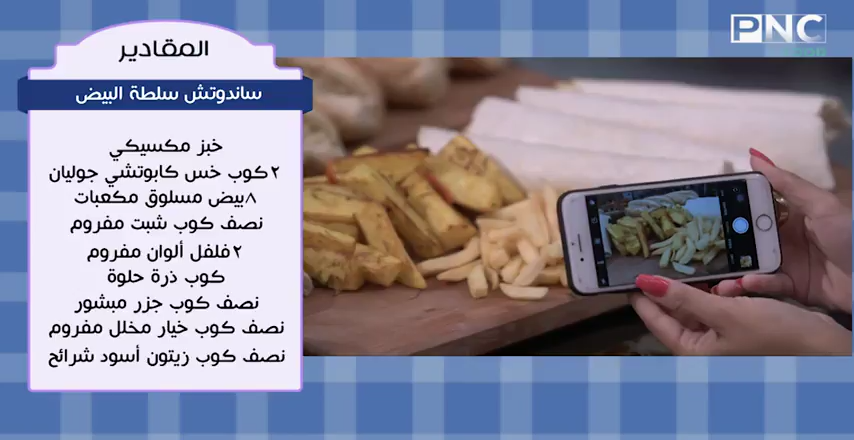 المقادير
ساندوتش سلطة البيض
خبز مكسيكي
٢كوب خس كابوتشي جوليان
٨بيض مسلوق مكعبات
نصف كوب شبت مفروم
٢فلفل ألوان مفروم
كوب ذرة حلوة
نصف كوب جزر مبشور
نصف كوب خيار مخلل مفروم
نصف كوب زيتون أسود شرائح
PNC
FOOD